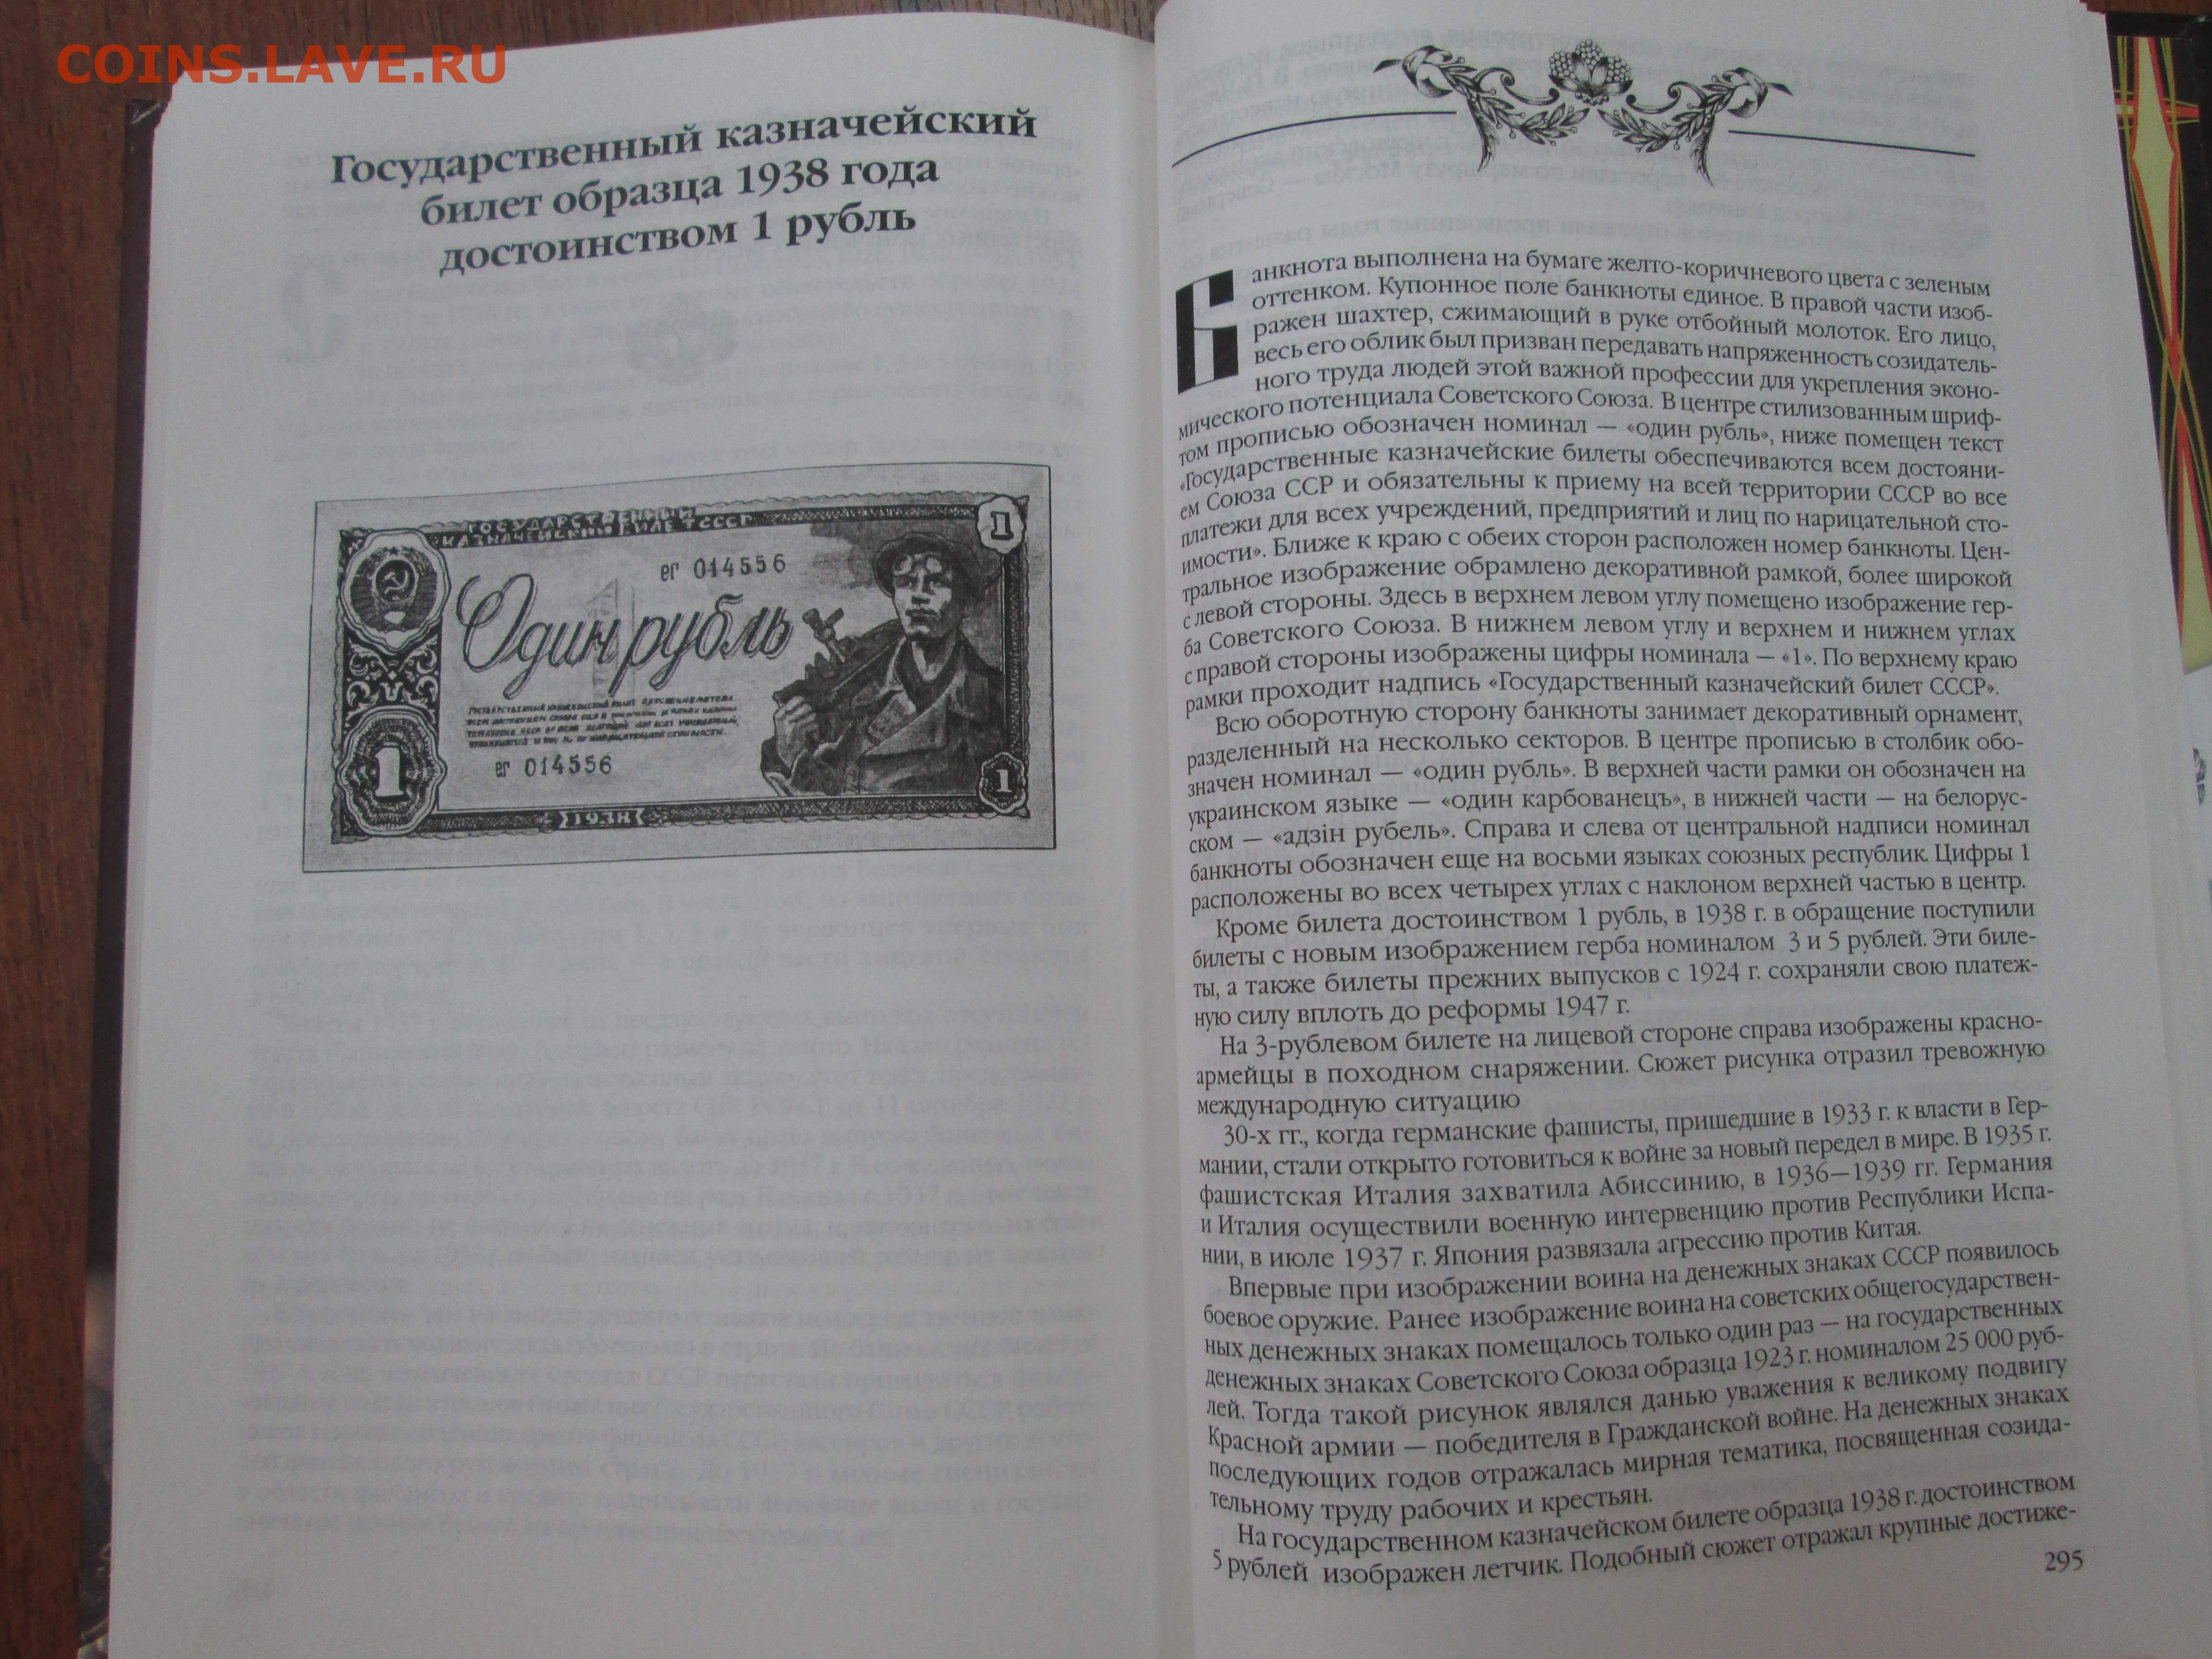 COINS.LAVE.RU
Государственный казначейский
билет образца 1938 года
достоинством 1 рубль
ГОСУДАРСТВЕННЫЙ
КАЗНАЧЕЙСКИЙ БИЛЕТ СССР
1
ег 014556
Один рубль
ег 014556
1
1
1938
Банкнота выполнена на бумаге желто-коричневого цвета с зеленым
оттенком. Купонное поле банкноты единое. В правой части изоб-
ражен шахтер, сжимающий в руке отбойный молоток. Его лицо,
весь его облик был призван передавать напряженность созидатель-
ного труда людей этой важной профессии для укрепления эконо-
мического потенциала Советского Союза. В центре стилизованным шриф-
том прописью обозначен номинал — «один рубль», ниже помещен текст
«Государственные казначейские билеты обеспечиваются всем достояни-
ем Союза ССР и обязательны к приему на всей территории СССР во все
платежи для всех учреждений, предприятий и лиц по нарицательной сто-
имости». Ближе к краю с обеих сторон расположен номер банкноты. Цен-
тральное изображение обрамлено декоративной рамкой, более широкой
с левой стороны. Здесь в верхнем левом углу помещено изображение гер-
ба Советского Союза. В нижнем левом углу и верхнем и нижнем углах
с правой стороны изображены цифры номинала — «1». По верхнему краю
рамки проходит надпись «Государственный казначейский билет СССР».
Всю оборотную сторону банкноты занимает декоративный орнамент,
разделенный на несколько секторов. В центре прописью в столбик обо-
значен номинал — «один рубль». В верхней части рамки он обозначен на
украинском языке — «один карбованецъ», в нижней части — на белорус-
ском — «адзін рубель». Справа и слева от центральной надписи номинал
банкноты обозначен еще на восьми языках союзных республик. Цифры 1
расположены во всех четырех углах с наклоном верхней частью в центр.
Кроме билета достоинством 1 рубль, в 1938 г. в обращение поступили
билеты с новым изображением герба номиналом 3 и 5 рублей. Эти биле-
ты, а также билеты прежних выпусков с 1924 г. сохраняли свою платеж-
ную силу вплоть до реформы 1947 г.
На 3-рублевом билете на лицевой стороне справа изображены красно-
армейцы в походном снаряжении. Сюжет рисунка отразил тревожную
международную ситуацию
30-х гг., когда германские фашисты, пришедшие в 1933 г. к власти в Гер-
мании, стали открыто готовиться к войне за новый передел в мире. В 1935 г.
фашистская Италия захватила Абиссинию, в 1936—1939 гг. Германия
и Италия осуществили военную интервенцию против Республики Испа-
нии, в июле 1937 г. Япония развязала агрессию против Китая.
Впервые при изображении воина на денежных знаках СССР появилось
боевое оружие. Ранее изображение воина на советских общегосударствен-
ных денежных знаках помещалось только один раз — на государственных
денежных знаках Советского Союза образца 1923 г. номиналом 25 000 руб-
лей. Тогда такой рисунок являлся данью уважения к великому подвигу
Красной армии — победителя в Гражданской войне. На денежных знаках
последующих годов отражалась мирная тематика, посвященная созида-
тельному труду рабочих и крестьян.
На государственном казначейском билете образца 1938 г. достоинством
5 рублей изображен летчик. Подобный сюжет отражал крупные достиже-
295